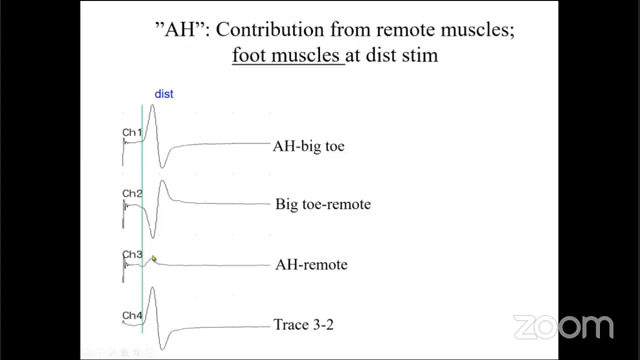 ”AH”: Contribution from remote muscles;
foot muscles at dist stim
dist
Ch1
AH-big toe
Ch2
Big toe-remote
Ch3
AH-remote
Ch4
Trace 3-2
zoom